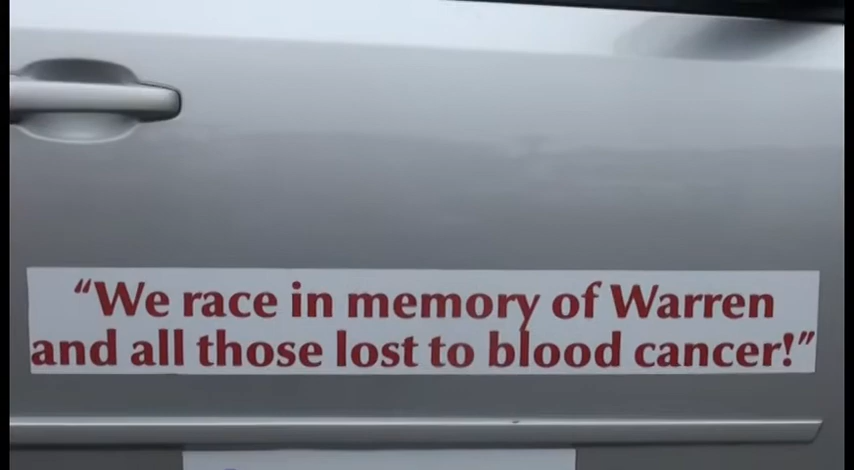 “We race in memory of Warren
and all those lost to blood cancer!”